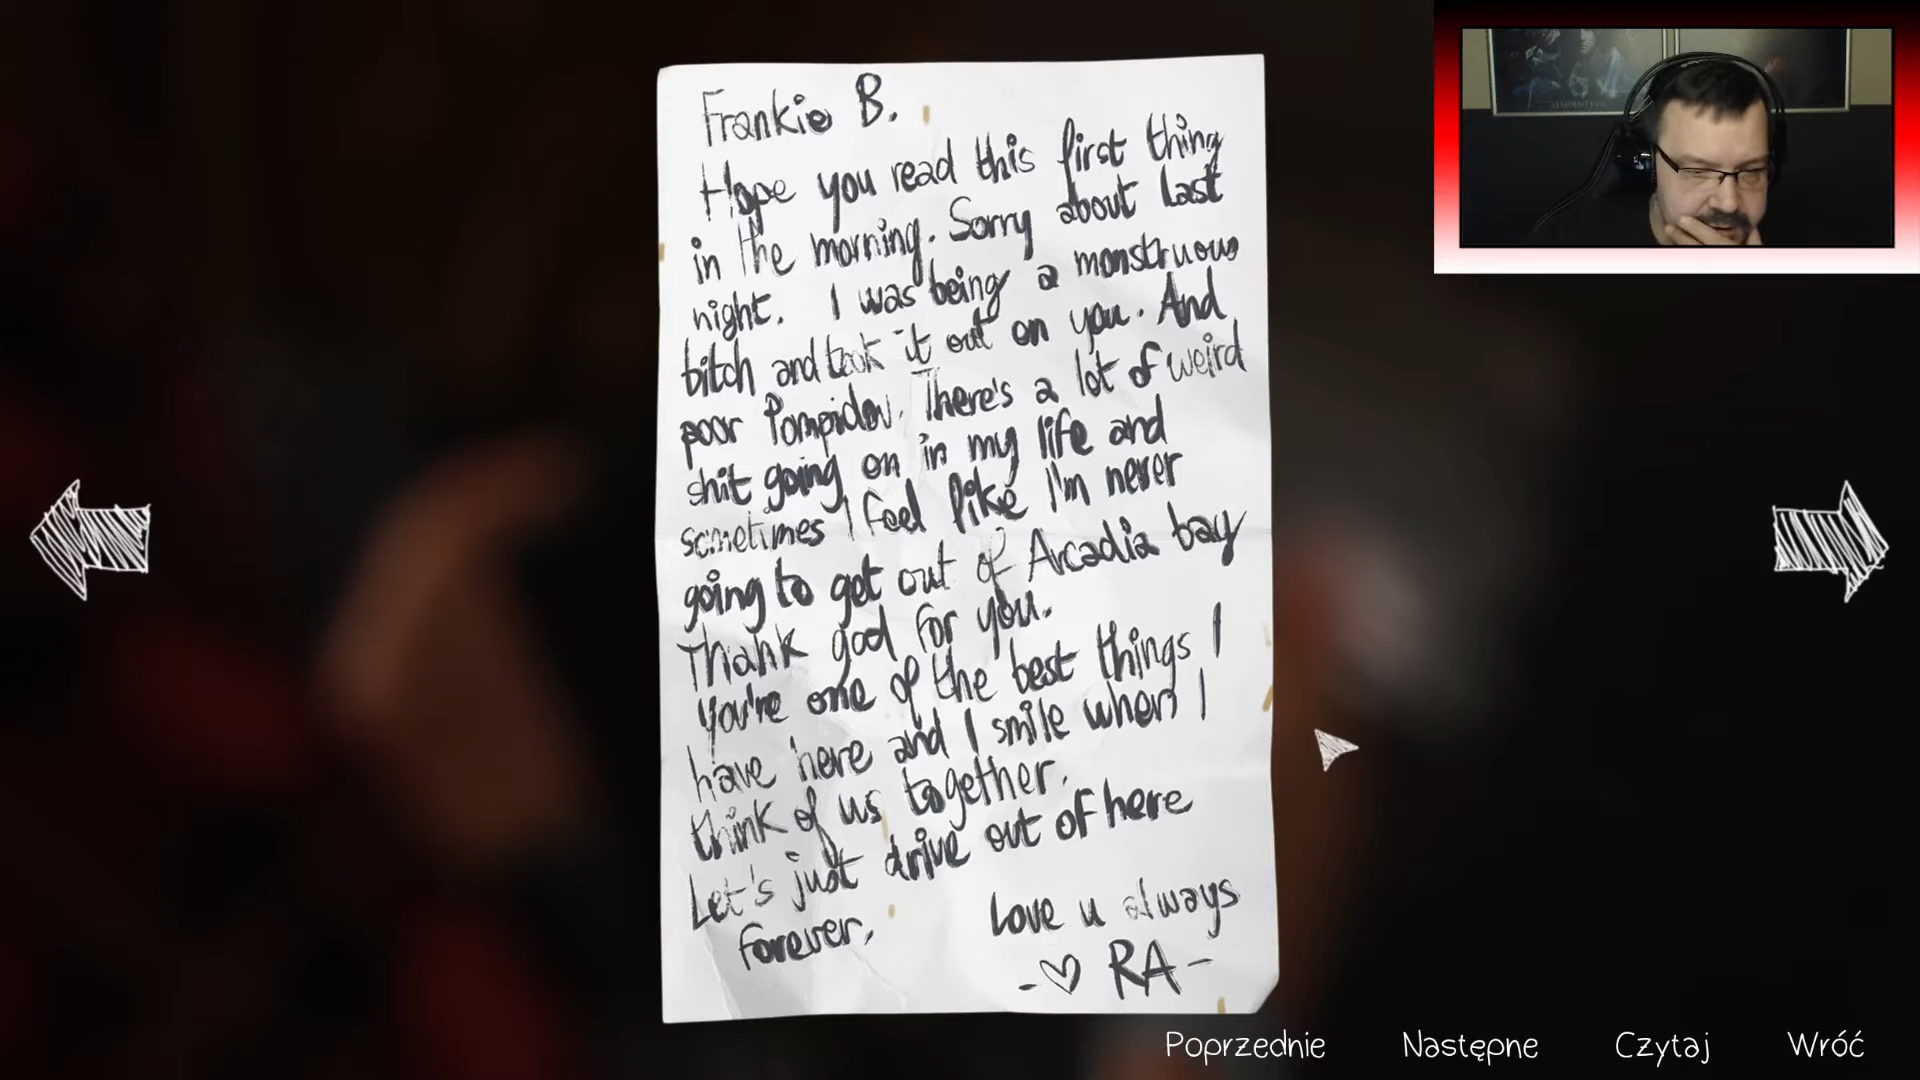 Frankie B.
Hope you read this first thing
in the morning. Sorry about last
night. I was being a monstruous
bitch and took it out on you. And
poor Pompidou. There's a lot of weird
shit going on in my life and
sometimes I feel like I'm never
going to get out of Arcadia bay
Thank god for you.
You're one of the best things I
have here and I smile when I
think of us together.
Let's just drive out of here
forever,
Love u always
-♡ RA-
Poprzednie Następne Czytaj Wróć